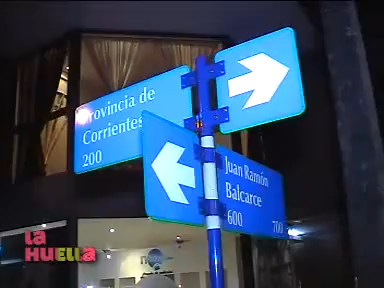 Provincia de
Corrientes
200
Juan Ramón
Balcarce
600
700
LA
HUELLA